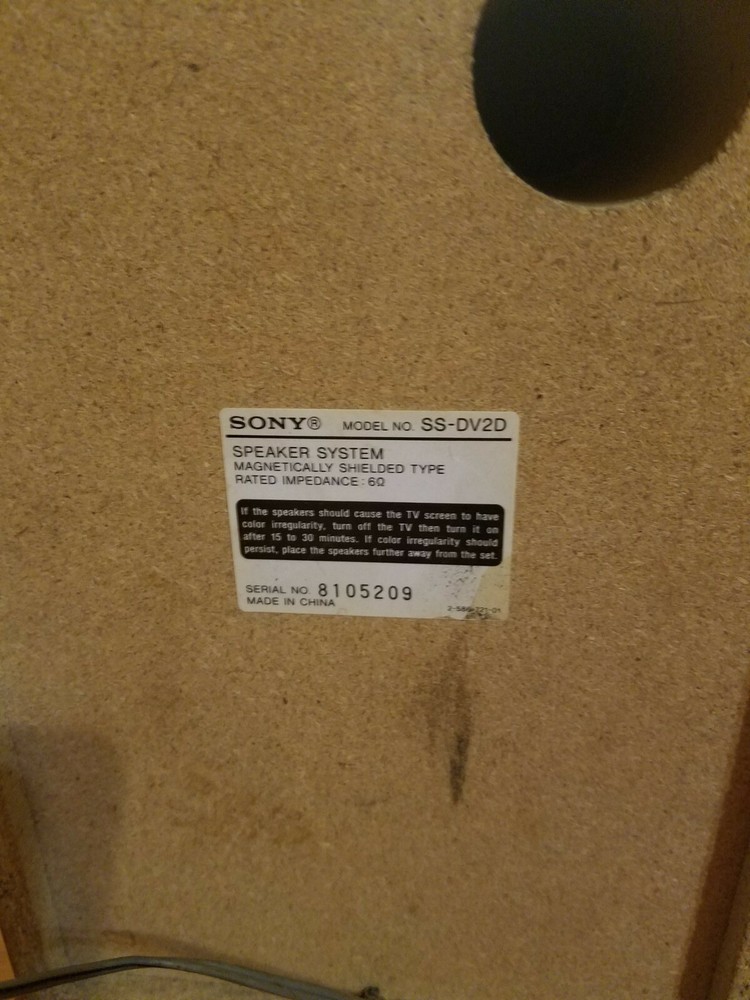 SONY® MODEL NO. SS-DV2D
SPEAKER SYSTEM
MAGNETICALLY SHIELDED TYPE
RATED IMPEDANCE : 6Ω
If the speakers should cause the TV screen to have
color irregularity, turn off the TV then turn it on
after 15 to 30 minutes. If color irregularity should
persist, place the speakers further away from the set.
SERIAL NO. 8105209
MADE IN CHINA